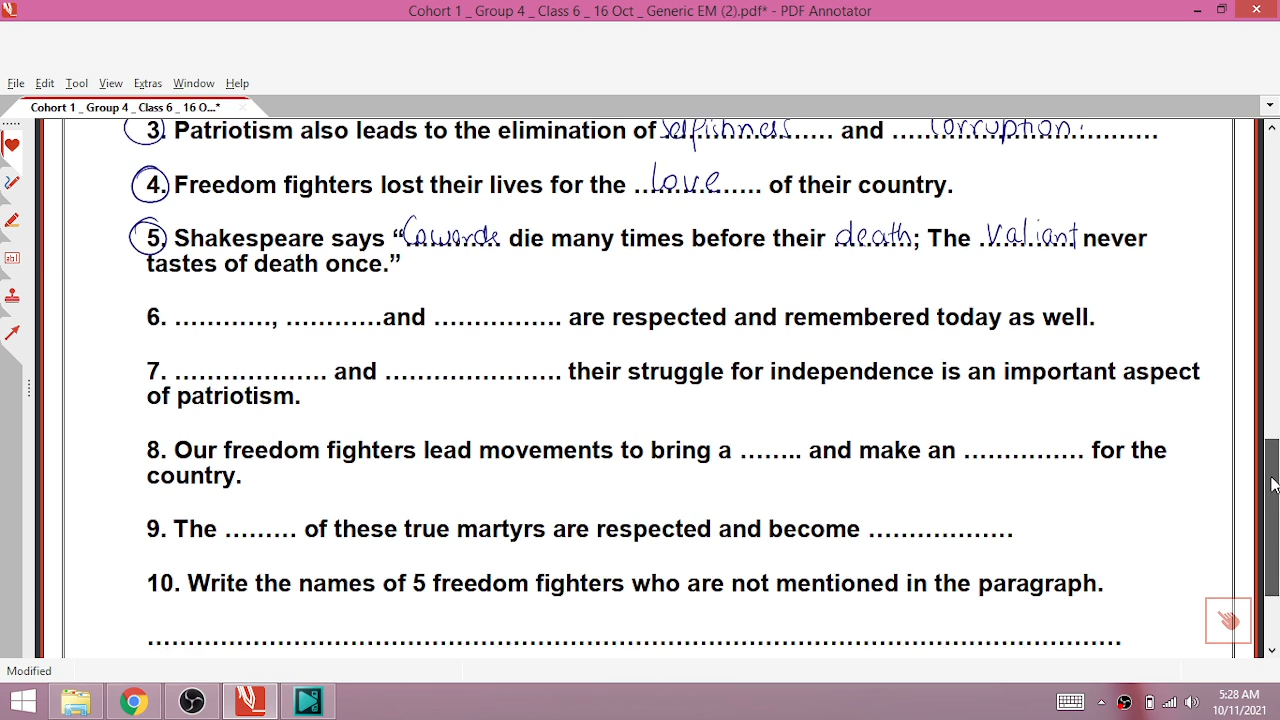 Cohort 1 _ Group 4 _ Class 6 _ 16 Oct _ Generic EM (2).pdf* - PDF Annotator
File Edit Tool View Extras Window Help
Cohort 1 _ Group 4 _ Class 6 _ 16 O...*
3. Patriotism also leads to the elimination of selfishness and corruption.
4. Freedom fighters lost their lives for the love of their country.
5. Shakespeare says “Cowards die many times before their death; The valiant never
tastes of death once.”
6. …………, …………and ……………. are respected and remembered today as well.
7. ………………. and …………………. their struggle for independence is an important aspect
of patriotism.
8. Our freedom fighters lead movements to bring a …….. and make an …………… for the
country.
9. The ……… of these true martyrs are respected and become ………………
10. Write the names of 5 freedom fighters who are not mentioned in the paragraph.
……………………………………………………………………………………………………………
Modified
5:28 AM
10/11/2021